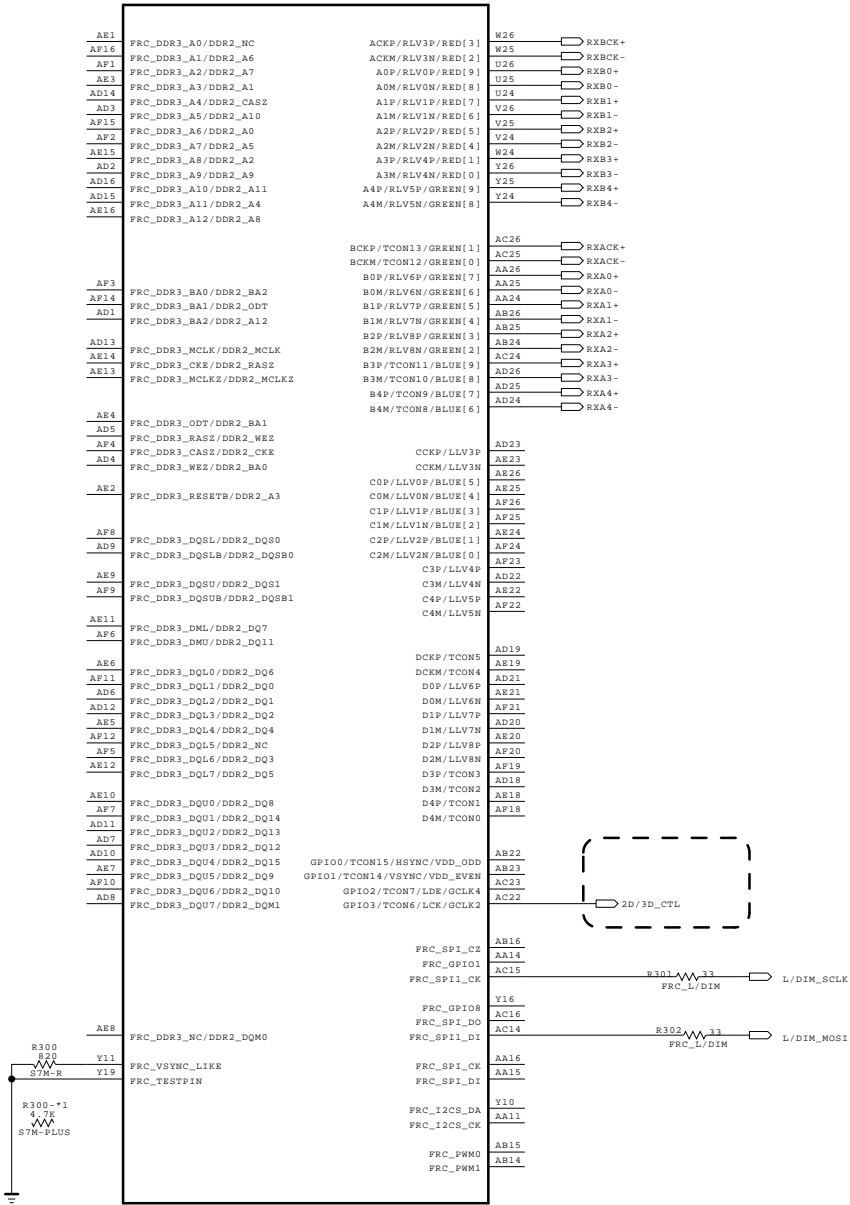 AE1 FRC_DDR3_A0/DDR2_NC
AF16 FRC_DDR3_A1/DDR2_A6
AF1 FRC_DDR3_A2/DDR2_A7
AE3 FRC_DDR3_A3/DDR2_A1
AD14 FRC_DDR3_A4/DDR2_CASZ
AD3 FRC_DDR3_A5/DDR2_A10
AF15 FRC_DDR3_A6/DDR2_A0
AF2 FRC_DDR3_A7/DDR2_A5
AE15 FRC_DDR3_A8/DDR2_A2
AD2 FRC_DDR3_A9/DDR2_A9
AD16 FRC_DDR3_A10/DDR2_A11
AD15 FRC_DDR3_A11/DDR2_A4
AE16 FRC_DDR3_A12/DDR2_A8
AF3 FRC_DDR3_BA0/DDR2_BA2
AF14 FRC_DDR3_BA1/DDR2_ODT
AD1 FRC_DDR3_BA2/DDR2_A12
AD13 FRC_DDR3_MCLK/DDR2_MCLK
AE14 FRC_DDR3_CKE/DDR2_RASZ
AE13 FRC_DDR3_MCLKZ/DDR2_MCLKZ
AE4 FRC_DDR3_ODT/DDR2_BA1
AD5 FRC_DDR3_RASZ/DDR2_WEZ
AF4 FRC_DDR3_CASZ/DDR2_CKE
AD4 FRC_DDR3_WEZ/DDR2_BA0
AE2 FRC_DDR3_RESETB/DDR2_A3
AF8 FRC_DDR3_DQSL/DDR2_DQS0
AD9 FRC_DDR3_DQSLB/DDR2_DQSB0
AE9 FRC_DDR3_DQSU/DDR2_DQS1
AF9 FRC_DDR3_DQSUB/DDR2_DQSB1
AE11 FRC_DDR3_DML/DDR2_DQ7
AF6 FRC_DDR3_DMU/DDR2_DQ11
AE6 FRC_DDR3_DQL0/DDR2_DQ6
AF11 FRC_DDR3_DQL1/DDR2_DQ0
AD6 FRC_DDR3_DQL2/DDR2_DQ1
AD12 FRC_DDR3_DQL3/DDR2_DQ2
AE5 FRC_DDR3_DQL4/DDR2_DQ4
AF12 FRC_DDR3_DQL5/DDR2_NC
AF5 FRC_DDR3_DQL6/DDR2_DQ3
AE12 FRC_DDR3_DQL7/DDR2_DQ5
AE10 FRC_DDR3_DQU0/DDR2_DQ8
AF7 FRC_DDR3_DQU1/DDR2_DQ14
AD11 FRC_DDR3_DQU2/DDR2_DQ13
AD7 FRC_DDR3_DQU3/DDR2_DQ12
AD10 FRC_DDR3_DQU4/DDR2_DQ15
AE7 FRC_DDR3_DQU5/DDR2_DQ9
AF10 FRC_DDR3_DQU6/DDR2_DQ10
AD8 FRC_DDR3_DQU7/DDR2_DQM1
AE8 FRC_DDR3_NC/DDR2_DQM0
R300
820
S7M-R
Y11 FRC_VSYNC_LIKE
Y19 FRC_TESTPIN
R300-*1
4.7K
S7M-PLUS
ACKP/RLV3P/RED[3] W26 RXBCK+
ACKM/RLV3N/RED[2] W25 RXBCK-
A0P/RLV0P/RED[9] U26 RXB0+
A0M/RLV0N/RED[8] U25 RXB0-
A1P/RLV1P/RED[7] U24 RXB1+
A1M/RLV1N/RED[6] V26 RXB1-
A2P/RLV2P/RED[5] V25 RXB2+
A2M/RLV2N/RED[4] V24 RXB2-
A3P/RLV4P/RED[1] W24 RXB3+
A3M/RLV4N/RED[0] Y26 RXB3-
A4P/RLV5P/GREEN[9] Y25 RXB4+
A4M/RLV5N/GREEN[8] Y24 RXB4-
BCKP/TCON13/GREEN[1] AC26 RXACK+
BCKM/TCON12/GREEN[0] AC25 RXACK-
B0P/RLV6P/GREEN[7] AA26 RXA0+
B0M/RLV6N/GREEN[6] AA25 RXA0-
B1P/RLV7P/GREEN[5] AA24 RXA1+
B1M/RLV7N/GREEN[4] AB26 RXA1-
B2P/RLV8P/GREEN[3] AB25 RXA2+
B2M/RLV8N/GREEN[2] AB24 RXA2-
B3P/TCON11/BLUE[9] AC24 RXA3+
B3M/TCON10/BLUE[8] AD26 RXA3-
B4P/TCON9/BLUE[7] AD25 RXA4+
B4M/TCON8/BLUE[6] AD24 RXA4-
CCKP/LLV3P AD23
CCKM/LLV3N AE23
C0P/LLV0P/BLUE[5] AE26
C0M/LLV0N/BLUE[4] AE25
C1P/LLV1P/BLUE[3] AF26
C1M/LLV1N/BLUE[2] AF25
C2P/LLV2P/BLUE[1] AE24
C2M/LLV2N/BLUE[0] AF24
C3P/LLV4P AF23
C3M/LLV4N AD22
C4P/LLV5P AE22
C4M/LLV5N AF22
DCKP/TCON5 AD19
DCKM/TCON4 AE19
D0P/LLV6P AD21
D0M/LLV6N AE21
D1P/LLV7P AF21
D1M/LLV7N AD20
D2P/LLV8P AE20
D2M/LLV8N AF20
D3P/TCON3 AF19
D3M/TCON2 AD18
D4P/TCON1 AE18
D4M/TCON0 AF18
GPIO0/TCON15/HSYNC/VDD_ODD AB22
GPIO1/TCON14/VSYNC/VDD_EVEN AB23
GPIO2/TCON7/LDE/GCLK4 AC23
GPIO3/TCON6/LCK/GCLK2 AC22 2D/3D_CTL
FRC_SPI_CZ AB16
FRC_GPIO1 AA14
FRC_SPI1_CK AC15 R301 33 L/DIM_SCLK
FRC_L/DIM
FRC_GPIO8 Y16
FRC_SPI_DO AC16
FRC_SPI1_DI AC14 R302 33 L/DIM_MOSI
FRC_L/DIM
FRC_SPI_CK AA16
FRC_SPI_DI AA15
FRC_I2CS_DA Y10
FRC_I2CS_CK AA11
FRC_PWM0 AB15
FRC_PWM1 AB14